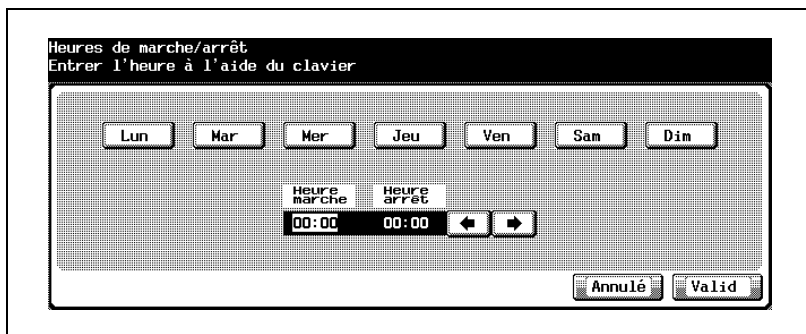 Heures de marche/arrêt
Entrer l'heure à l'aide du clavier
Lun Mar Mer Jeu Ven Sam Dim
Heure marche Heure arrêt
00:00 00:00
Annulé Valid